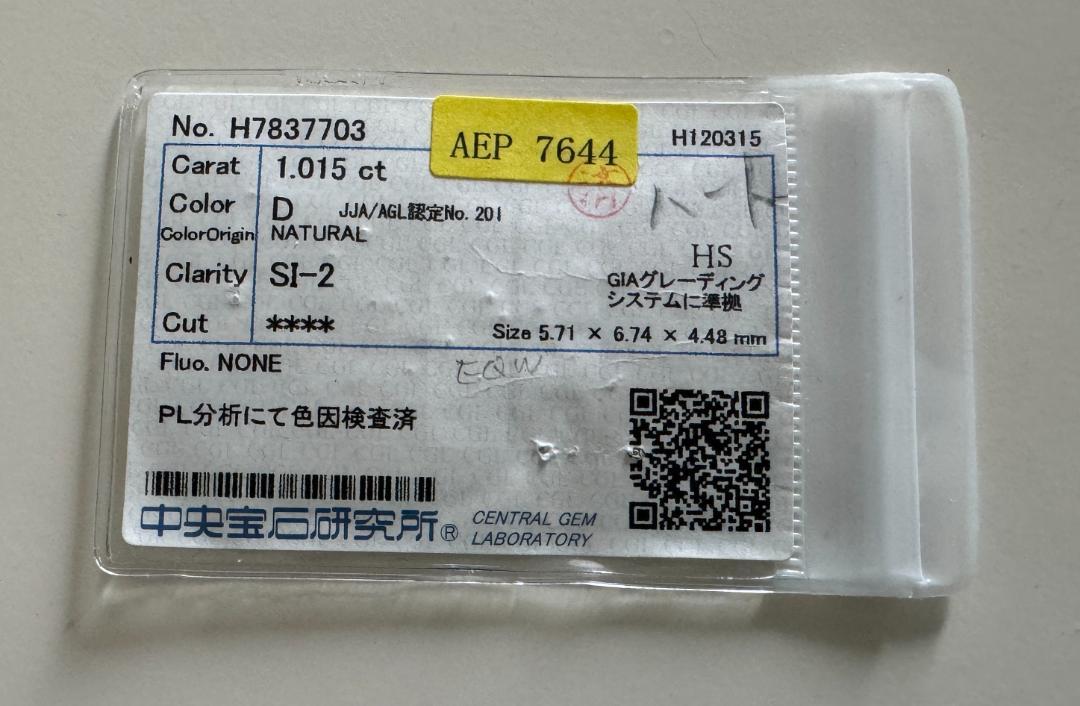 No. H7837703
AEP 7644
H120315
Carat 1.015 ct
Color D JJA/AGL認定No. 201
ハート
ColorOrigin NATURAL
HS
Clarity SI-2
GIAグレーディング
システムに準拠
Cut ****
Size 5.71 × 6.74 × 4.48 mm
Fluo. NONE
EQW
PL分析にて色因検査済
中央宝石研究所® CENTRAL GEM
LABORATORY